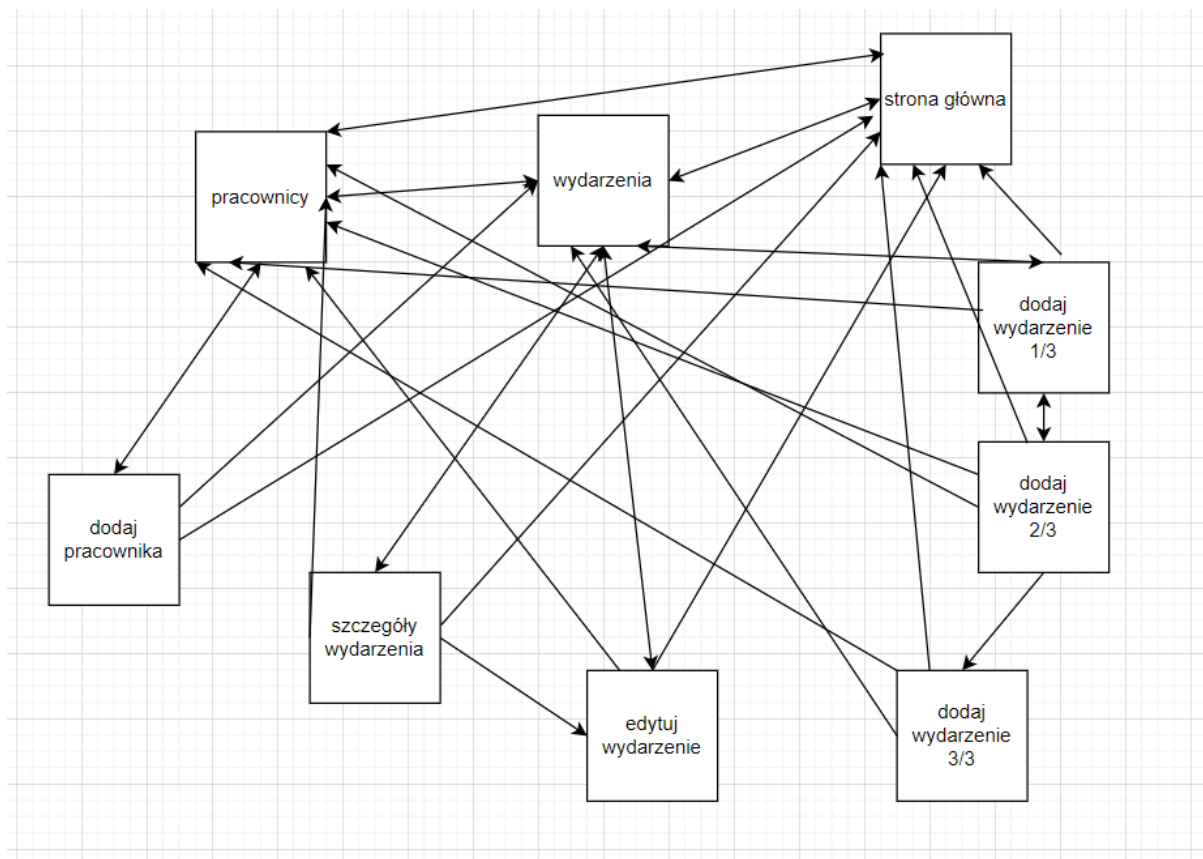 strona główna
wydarzenia
pracownicy
dodaj
wydarzenie
1/3
dodaj
wydarzenie
2/3
dodaj
pracownika
szczegóły
wydarzenia
edytuj
wydarzenie
dodaj
wydarzenie
3/3